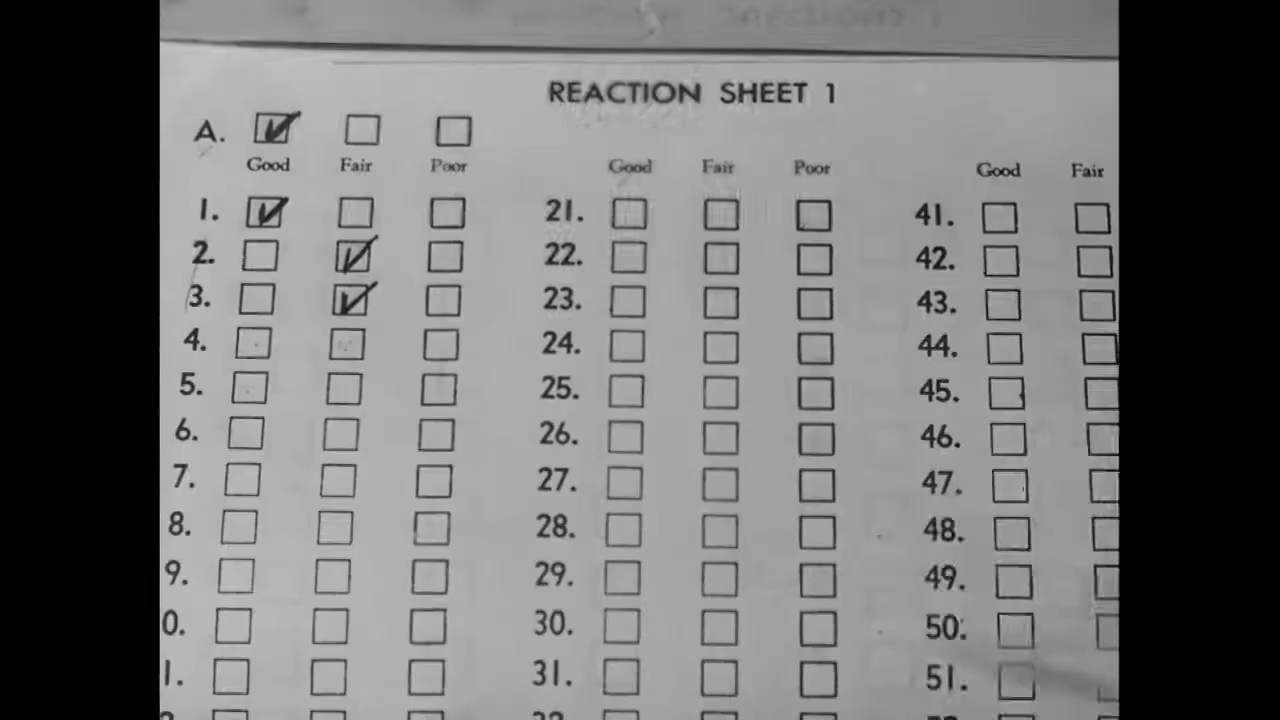 REACTION SHEET 1
A.
Good Fair Poor Good Fair Poor Good Fair
1. 21. 41.
2. 22. 42.
3. 23. 43.
4. 24. 44.
5. 25. 45.
6. 26. 46.
7. 27. 47.
8. 28. 48.
9. 29. 49.
0. 30. 50.
1. 31. 51.